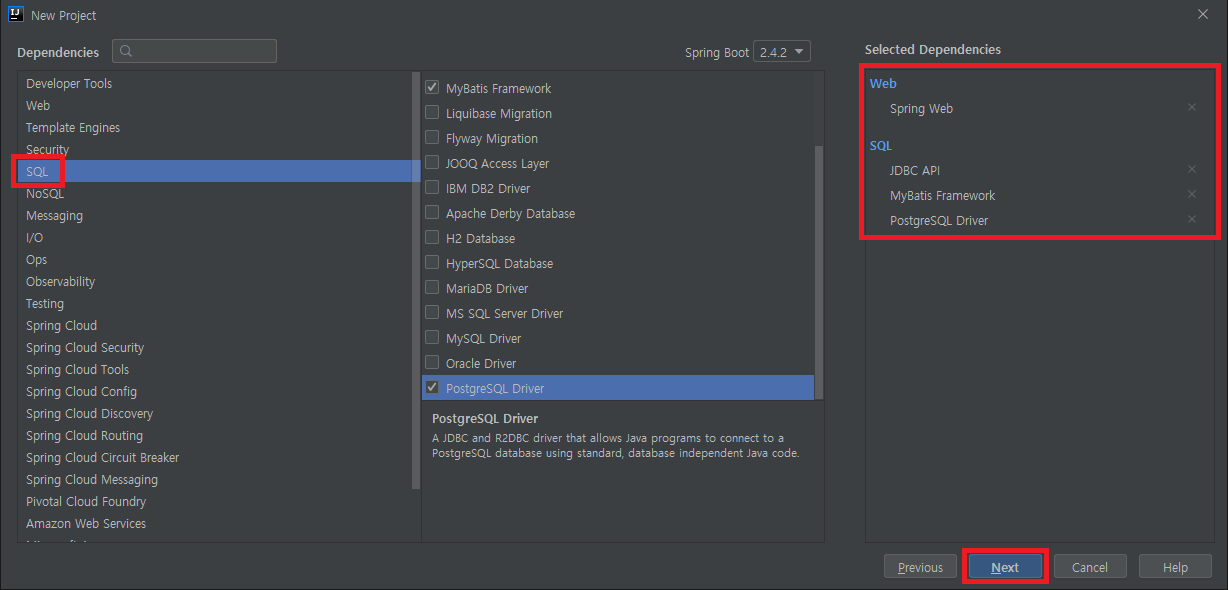 IJ
New Project
Dependencies
Spring Boot 2.4.2
Developer Tools
Web
Template Engines
Security
SQL
NoSQL
Messaging
I/O
Ops
Observability
Testing
Spring Cloud
Spring Cloud Security
Spring Cloud Tools
Spring Cloud Config
Spring Cloud Discovery
Spring Cloud Routing
Spring Cloud Circuit Breaker
Spring Cloud Messaging
Pivotal Cloud Foundry
Amazon Web Services
MyBatis Framework
Liquibase Migration
Flyway Migration
JOOQ Access Layer
IBM DB2 Driver
Apache Derby Database
H2 Database
HyperSQL Database
MariaDB Driver
MS SQL Server Driver
MySQL Driver
Oracle Driver
PostgreSQL Driver
PostgreSQL Driver
A JDBC and R2DBC driver that allows Java programs to connect to a
PostgreSQL database using standard, database independent Java code.
Selected Dependencies
Web
Spring Web
SQL
JDBC API
MyBatis Framework
PostgreSQL Driver
Previous
Next
Cancel
Help